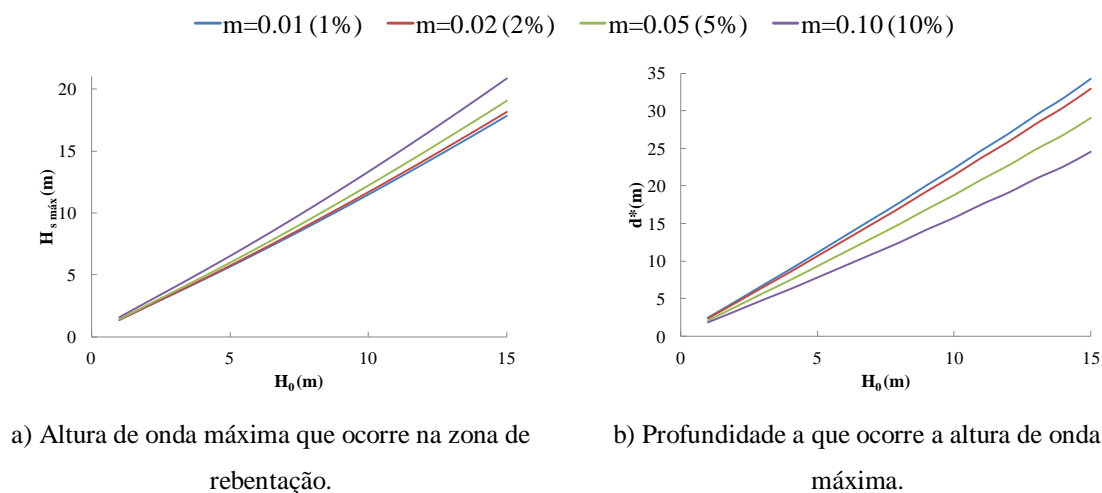 m=0.01 (1%) m=0.02 (2%) m=0.05 (5%) m=0.10 (10%)
H s máx (m)
20
15
10
5
0
0 5 10 15
H0 (m)
d* (m)
35
30
25
20
15
10
5
0
0 5 10 15
H0 (m)
a) Altura de onda máxima que ocorre na zona de
rebentação.
b) Profundidade a que ocorre a altura de onda
máxima.